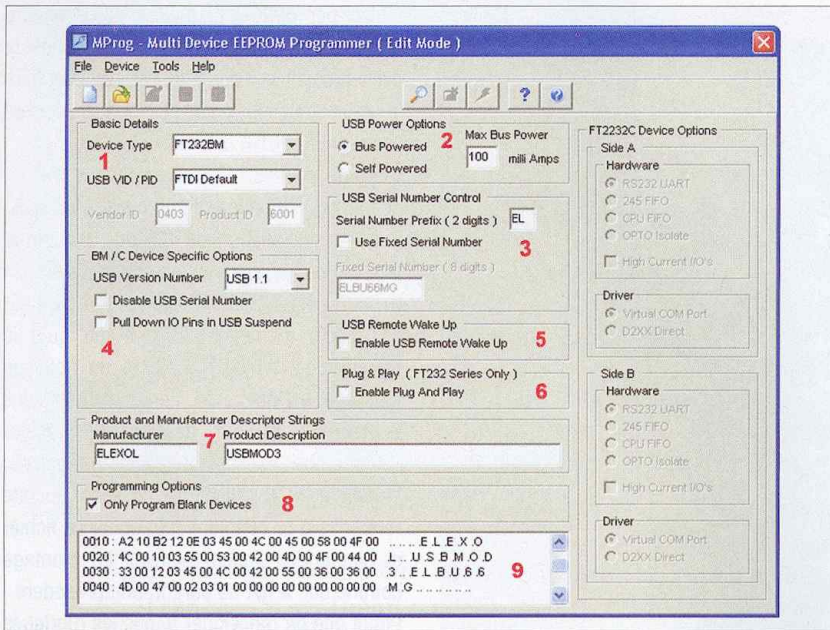 MProg - Multi Device EEPROM Programmer ( Edit Mode )
File Device Tools Help
Basic Details
1
Device Type FT232BM
USB VID / PID FTDI Default
Vendor ID 0403 Product ID 6001
BM / C Device Specific Options
USB Version Number USB 1.1
Disable USB Serial Number
Pull Down IO Pins in USB Suspend
4
USB Power Options
2
Bus Powered
Self Powered
Max Bus Power
100 milli Amps
USB Serial Number Control
Serial Number Prefix ( 2 digits ) EL
Use Fixed Serial Number
3
Fixed Serial Number ( 8 digits )
ELBU66MG
USB Remote Wake Up
Enable USB Remote Wake Up
5
Plug & Play ( FT232 Series Only )
Enable Plug And Play
6
Product and Manufacturer Descriptor Strings
Manufacturer 7 Product Description
ELEXOL USBMOD3
Programming Options
Only Program Blank Devices
8
0010 : A2 10 B2 12 0E 03 45 00 4C 00 45 00 58 00 4F 00 ......E.L.E.X.O
0020 : 4C 00 10 03 55 00 53 00 42 00 4D 00 4F 00 44 00 .L...U.S.B.M.O.D
0030 : 33 00 12 03 45 00 4C 00 42 00 55 00 36 00 36 00 .3...E.L.B.U.6.6
0040 : 4D 00 47 00 02 03 01 00 00 00 00 00 00 00 00 00 .M.G........
9
FT2232C Device Options
Side A
Hardware
RS232 UART
245 FIFO
CPU FIFO
OPTO Isolate
High Current I/O's
Driver
Virtual COM Port
D2XX Direct
Side B
Hardware
RS232 UART
245 FIFO
CPU FIFO
OPTO Isolate
High Current I/O's
Driver
Virtual COM Port
D2XX Direct